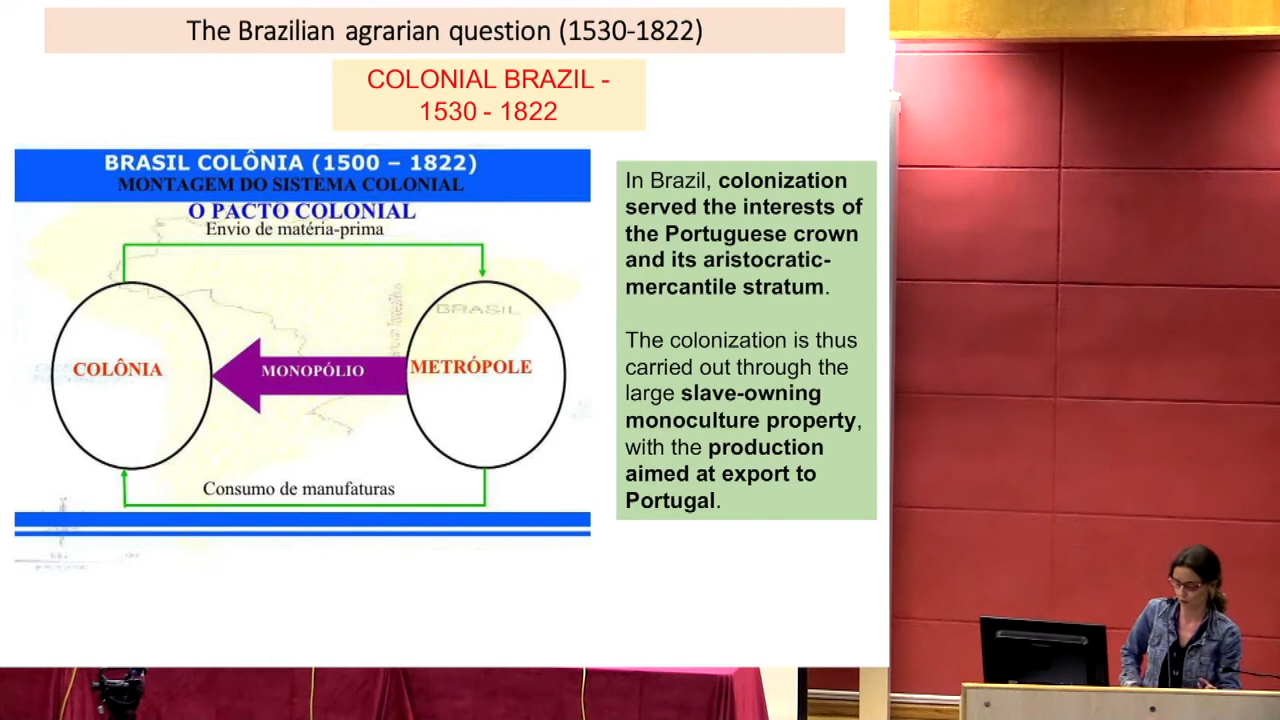 The Brazilian agrarian question (1530-1822)
COLONIAL BRAZIL -
1530 - 1822
BRASIL COLÔNIA (1500 – 1822)
MONTAGEM DO SISTEMA COLONIAL
O PACTO COLONIAL
Envio de matéria-prima
BRASIL
COLÔNIA
MONOPÓLIO
METRÓPOLE
Consumo de manufaturas
In Brazil, colonization
served the interests of
the Portuguese crown
and its aristocratic-
mercantile stratum.
The colonization is thus
carried out through the
large slave-owning
monoculture property,
with the production
aimed at export to
Portugal.